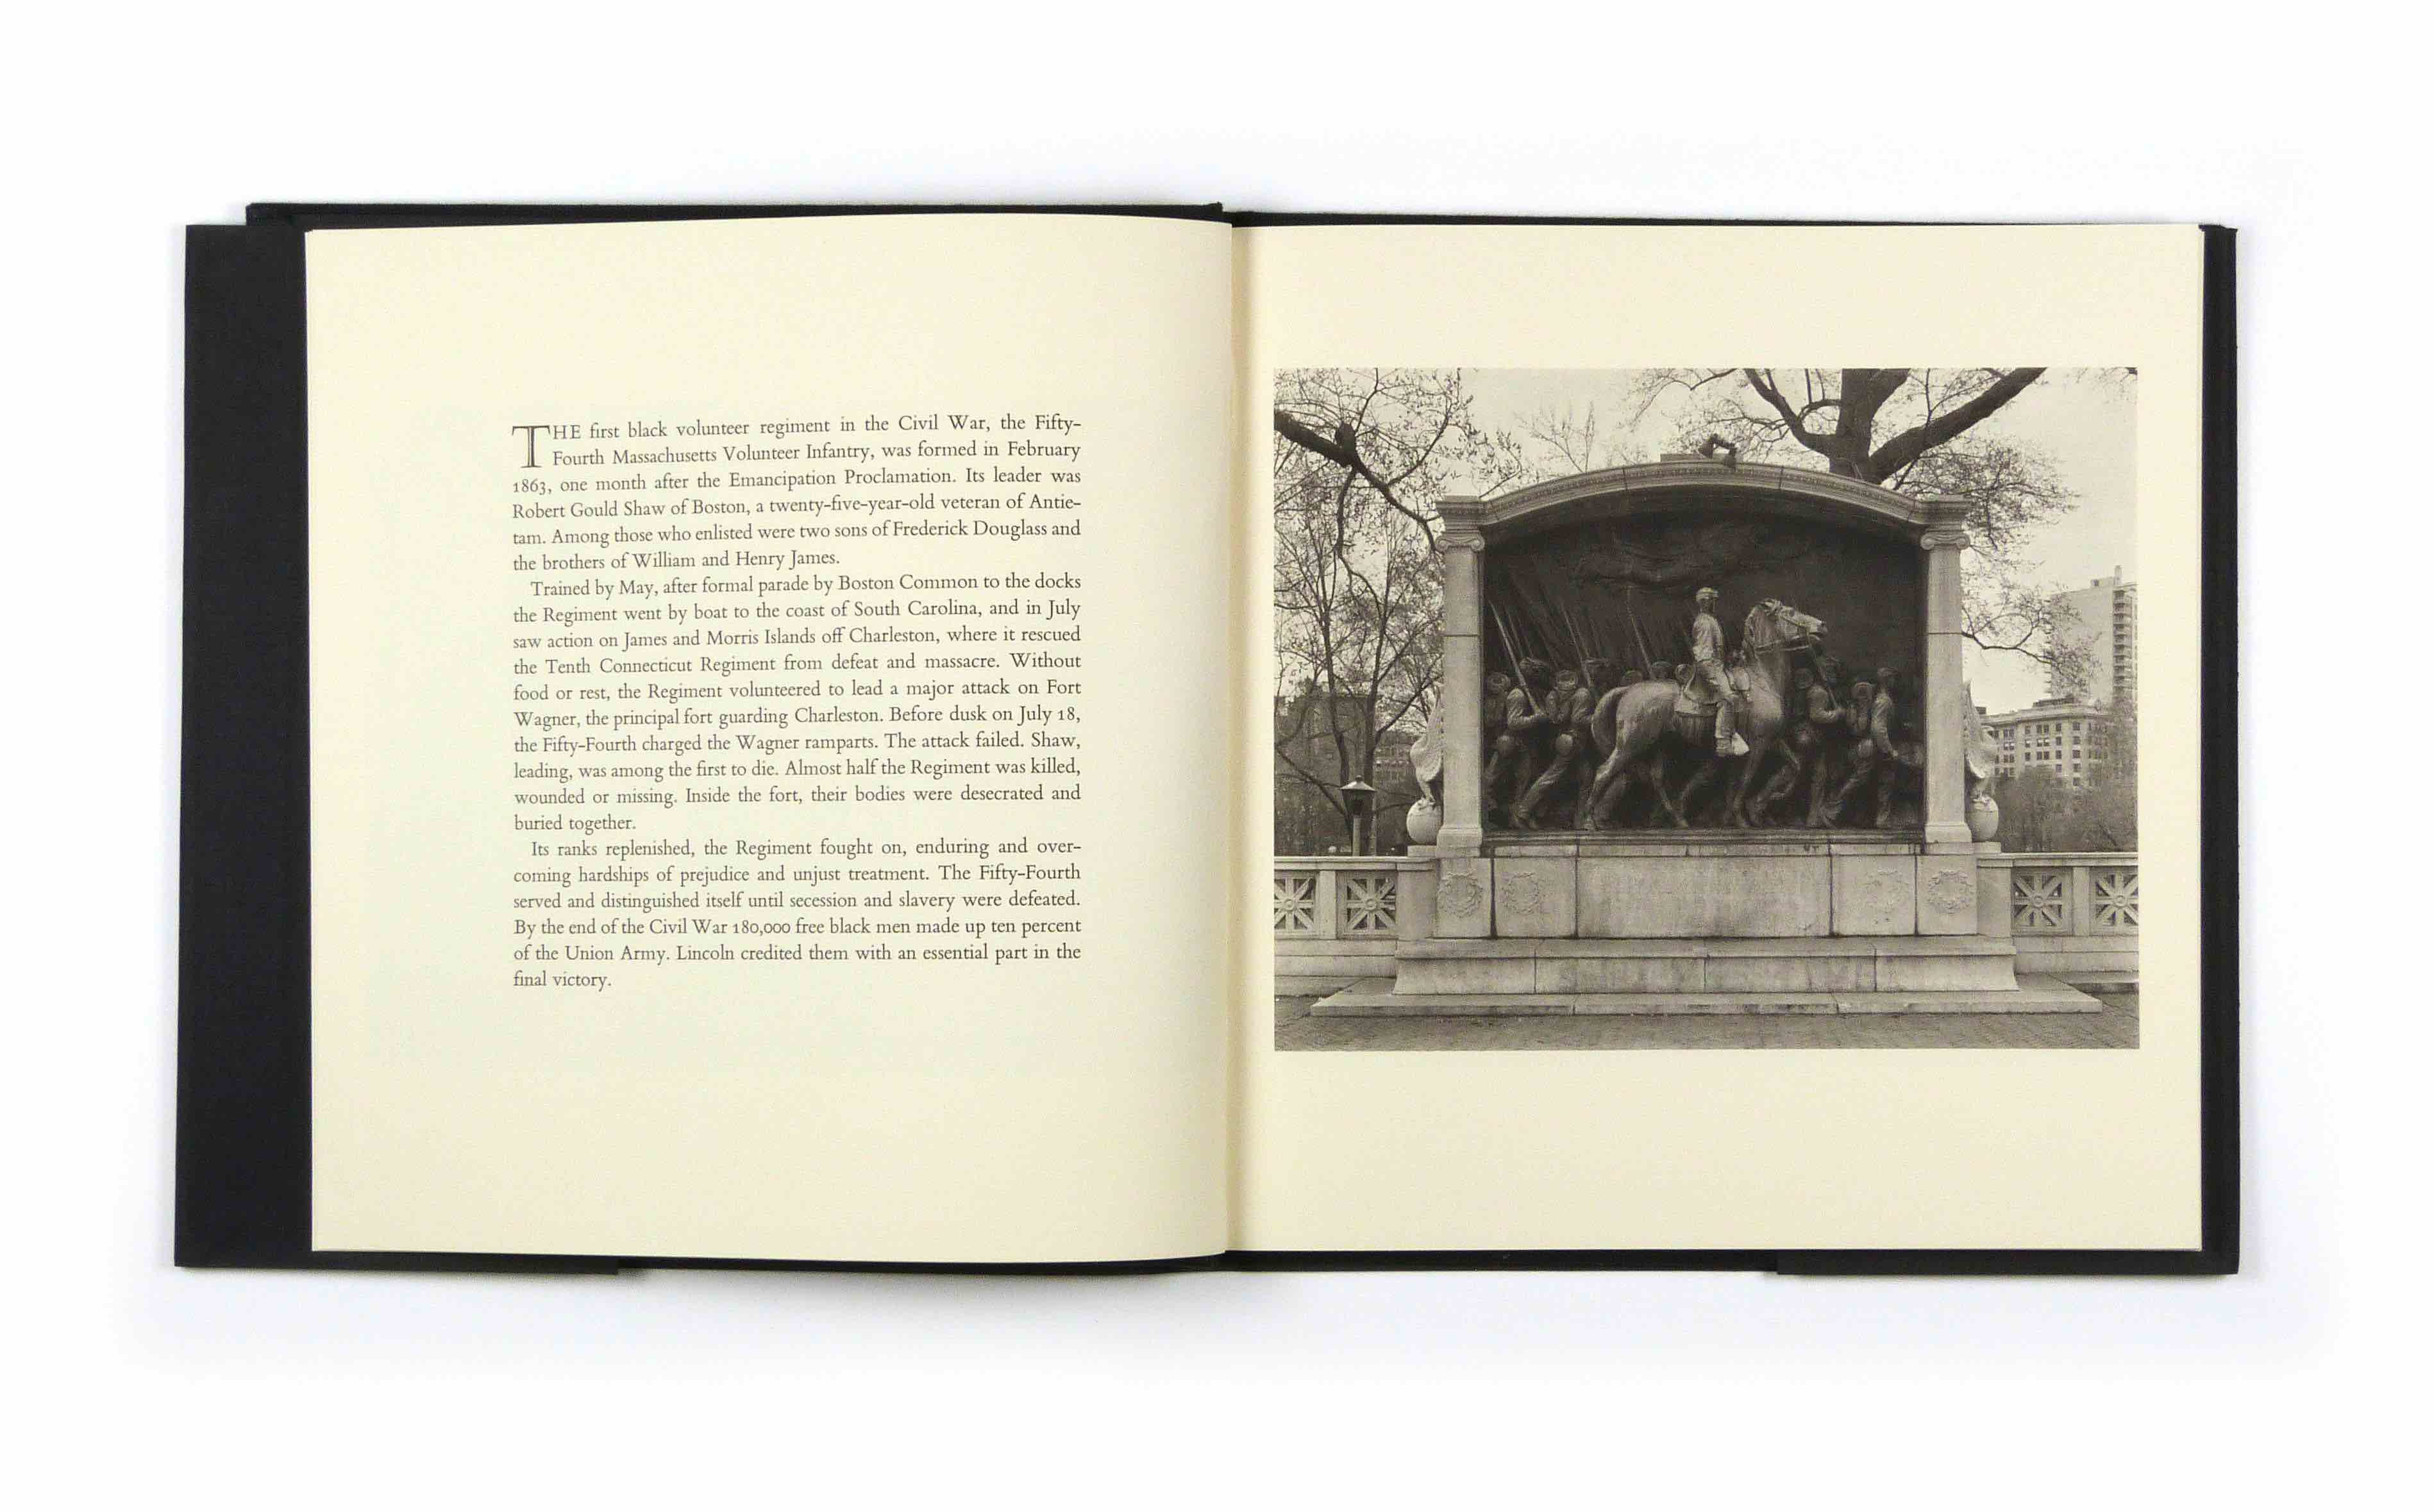 THE first black volunteer regiment in the Civil War, the Fifty-
Fourth Massachusetts Volunteer Infantry, was formed in February
1863, one month after the Emancipation Proclamation. Its leader was
Robert Gould Shaw of Boston, a twenty-five-year-old veteran of Antie-
tam. Among those who enlisted were two sons of Frederick Douglass and
the brothers of William and Henry James.
Trained by May, after formal parade by Boston Common to the docks
the Regiment went by boat to the coast of South Carolina, and in July
saw action on James and Morris Islands off Charleston, where it rescued
the Tenth Connecticut Regiment from defeat and massacre. Without
food or rest, the Regiment volunteered to lead a major attack on Fort
Wagner, the principal fort guarding Charleston. Before dusk on July 18,
the Fifty-Fourth charged the Wagner ramparts. The attack failed. Shaw,
leading, was among the first to die. Almost half the Regiment was killed,
wounded or missing. Inside the fort, their bodies were desecrated and
buried together.
Its ranks replenished, the Regiment fought on, enduring and over-
coming hardships of prejudice and unjust treatment. The Fifty-Fourth
served and distinguished itself until secession and slavery were defeated.
By the end of the Civil War 180,000 free black men made up ten percent
of the Union Army. Lincoln credited them with an essential part in the
final victory.